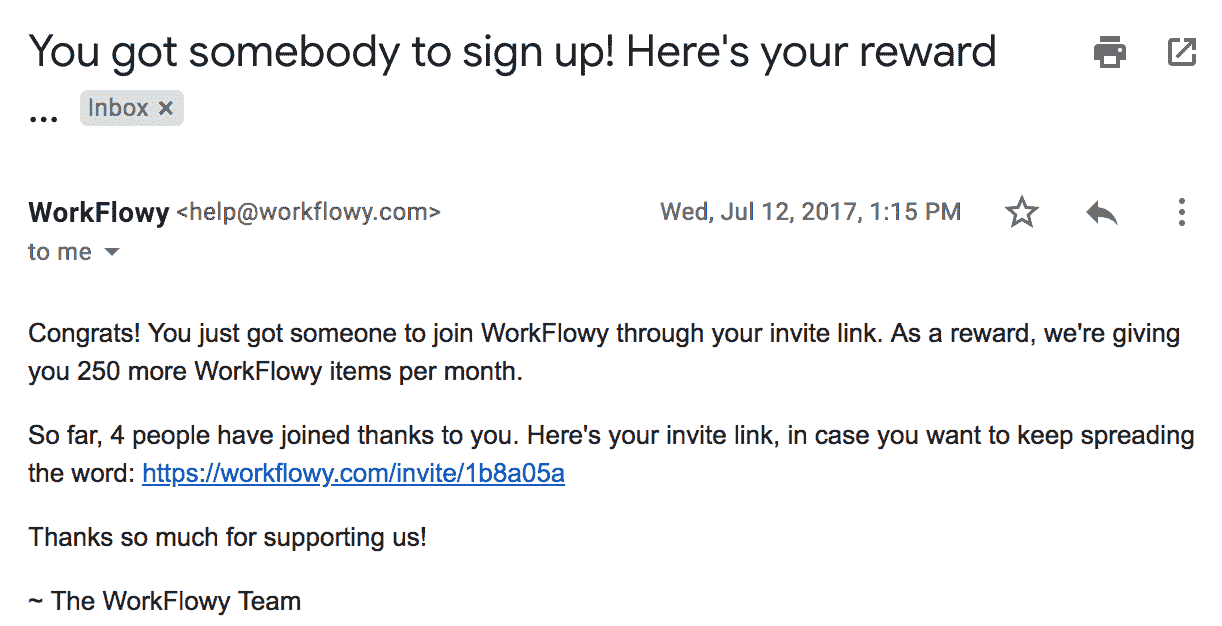 You got somebody to sign up! Here's your reward
... Inbox ×
WorkFlowy <help@workflowy.com> Wed, Jul 12, 2017, 1:15 PM
to me
Congrats! You just got someone to join WorkFlowy through your invite link. As a reward, we're giving
you 250 more WorkFlowy items per month.
So far, 4 people have joined thanks to you. Here's your invite link, in case you want to keep spreading
the word: https://workflowy.com/invite/1b8a05a
Thanks so much for supporting us!
~ The WorkFlowy Team